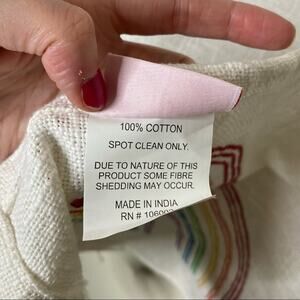 100% COTTON
SPOT CLEAN ONLY.
DUE TO NATURE OF THIS
PRODUCT SOME FIBRE
SHEDDING MAY OCCUR.
MADE IN INDIA
RN #